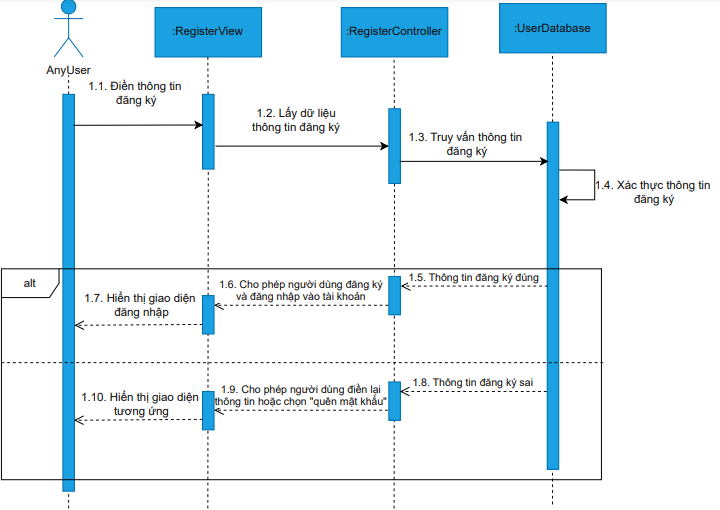 :RegisterView
:RegisterController
:UserDatabase
AnyUser
1.1. Điền thông tin
đăng ký
1.2. Lấy dữ liệu
thông tin đăng ký
1.3. Truy vấn thông tin
đăng ký
1.4. Xác thực thông tin
đăng ký
alt
1.5. Thông tin đăng ký đúng
1.6. Cho phép người dùng đăng ký
và đăng nhập vào tài khoản
1.7. Hiển thị giao diện
đăng nhập
1.8. Thông tin đăng ký sai
1.9. Cho phép người dùng điền lại
thông tin hoặc chọn "quên mật khẩu"
1.10. Hiển thị giao diện
tương ứng